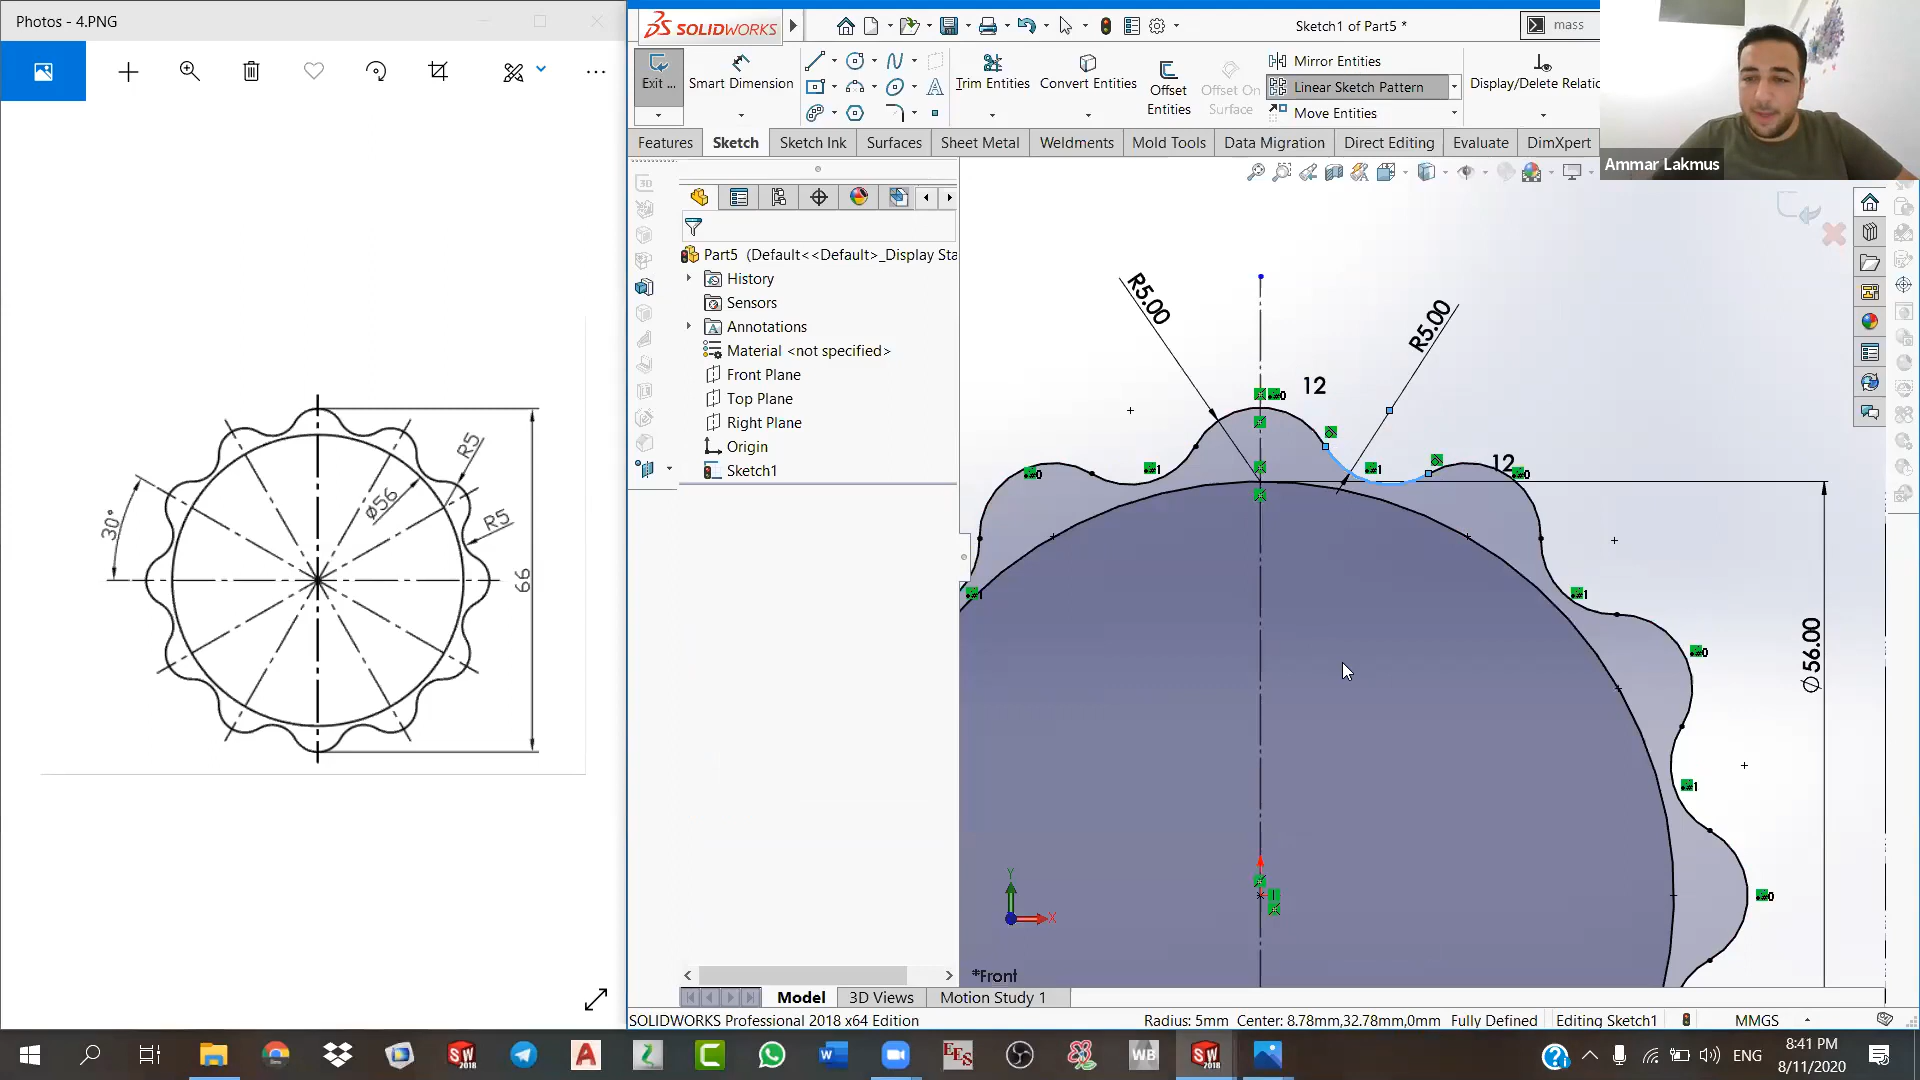 Photos - 4.PNG
R5
Ø56
R5
30°
66
SOLIDWORKS
Sketch1 of Part5 *
mass
Exit ...
Smart Dimension
Trim Entities
Convert Entities
Offset Entities
Offset On Surface
Mirror Entities
Linear Sketch Pattern
Move Entities
Display/Delete Relatio
Features
Sketch
Sketch Ink
Surfaces
Sheet Metal
Weldments
Mold Tools
Data Migration
Direct Editing
Evaluate
DimXpert
Ammar Lakmus
Part5 (Default<<Default>_Display Sta
History
Sensors
Annotations
Material <not specified>
Front Plane
Top Plane
Right Plane
Origin
Sketch1
R5.00
R5.00
12
12
Ø56.00
Y
X
*Front
Model
3D Views
Motion Study 1
SOLIDWORKS Professional 2018 x64 Edition
Radius: 5mm Center: 8.78mm,32.78mm,0mm Fully Defined
Editing Sketch1
MMGS
ENG
8:41 PM
8/11/2020